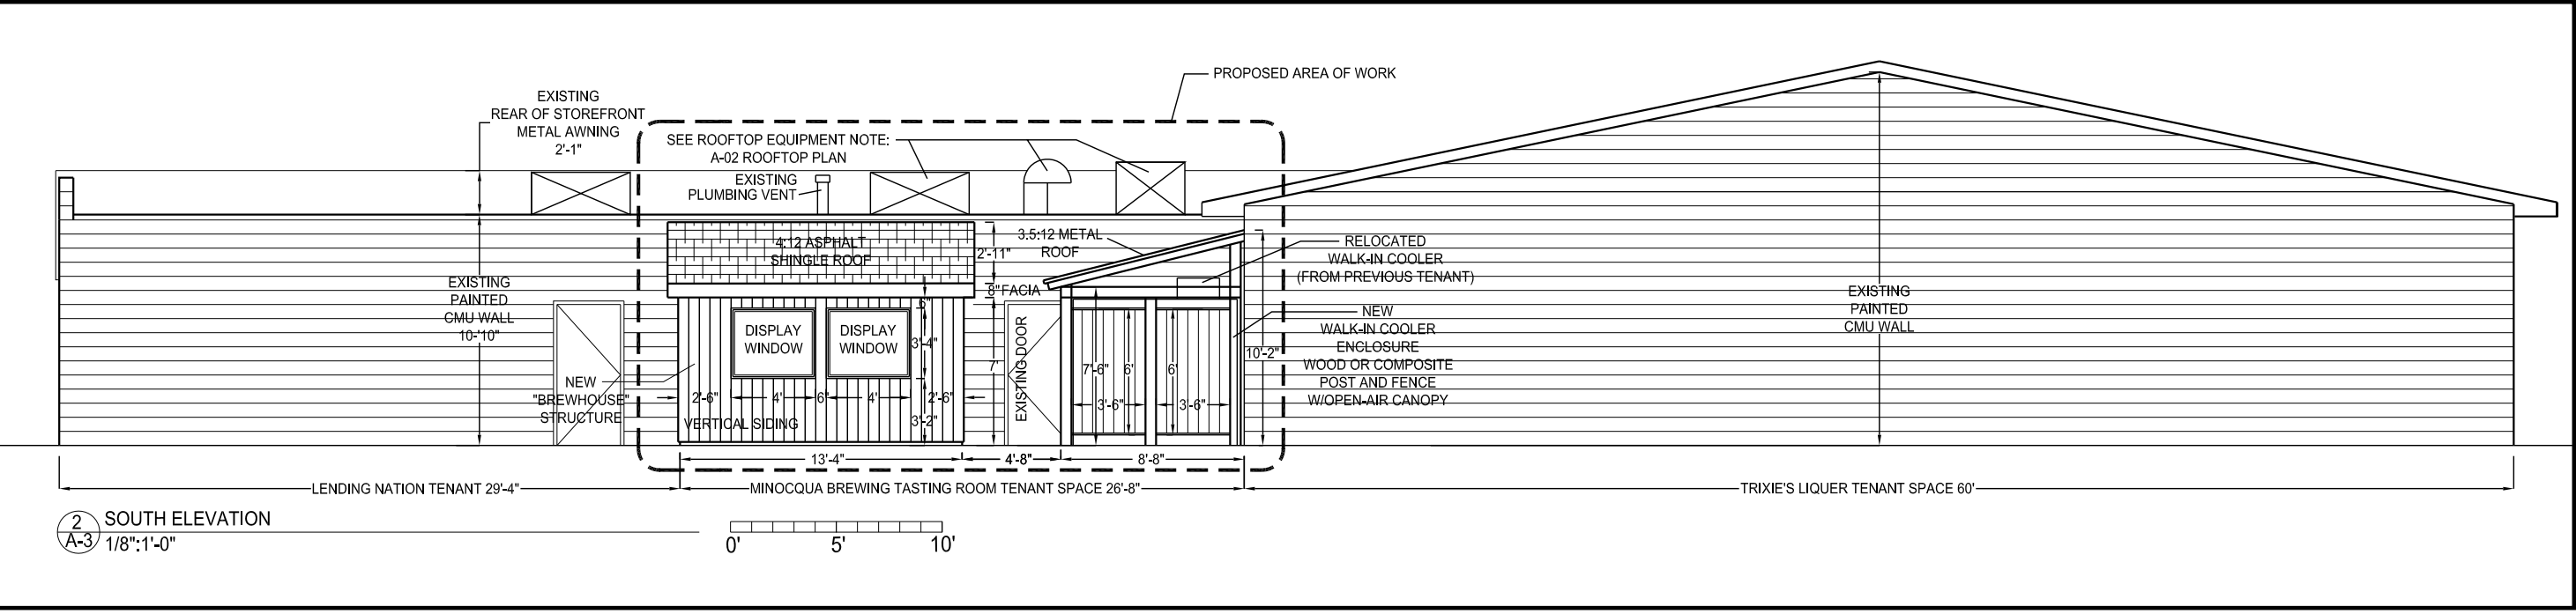 PROPOSED AREA OF WORK
EXISTING
REAR OF STOREFRONT
METAL AWNING
2'-1"
SEE ROOFTOP EQUIPMENT NOTE:
A-02 ROOFTOP PLAN
EXISTING
PLUMBING VENT
4:12 ASPHALT
SHINGLE ROOF
2'-11"
3.5:12 METAL
ROOF
RELOCATED
WALK-IN COOLER
(FROM PREVIOUS TENANT)
EXISTING
PAINTED
CMU WALL
10-'10"
8" FACIA
6"
DISPLAY
WINDOW
DISPLAY
WINDOW
3'-4"
7'
EXISTING DOOR
7'-6"
6'
6'
10'-2"
NEW
WALK-IN COOLER
ENCLOSURE
WOOD OR COMPOSITE
POST AND FENCE
W/OPEN-AIR CANOPY
EXISTING
PAINTED
CMU WALL
NEW
"BREWHOUSE"
STRUCTURE
2'-6"
4'
6"
4'
2'-6"
3'-2"
VERTICAL SIDING
3'-6"
3'-6"
13'-4"
4'-8"
8'-8"
LENDING NATION TENANT 29'-4"
MINOCQUA BREWING TASTING ROOM TENANT SPACE 26'-8"
TRIXIE'S LIQUER TENANT SPACE 60'
2
A-3
SOUTH ELEVATION
1/8":1'-0"
0'
5'
10'